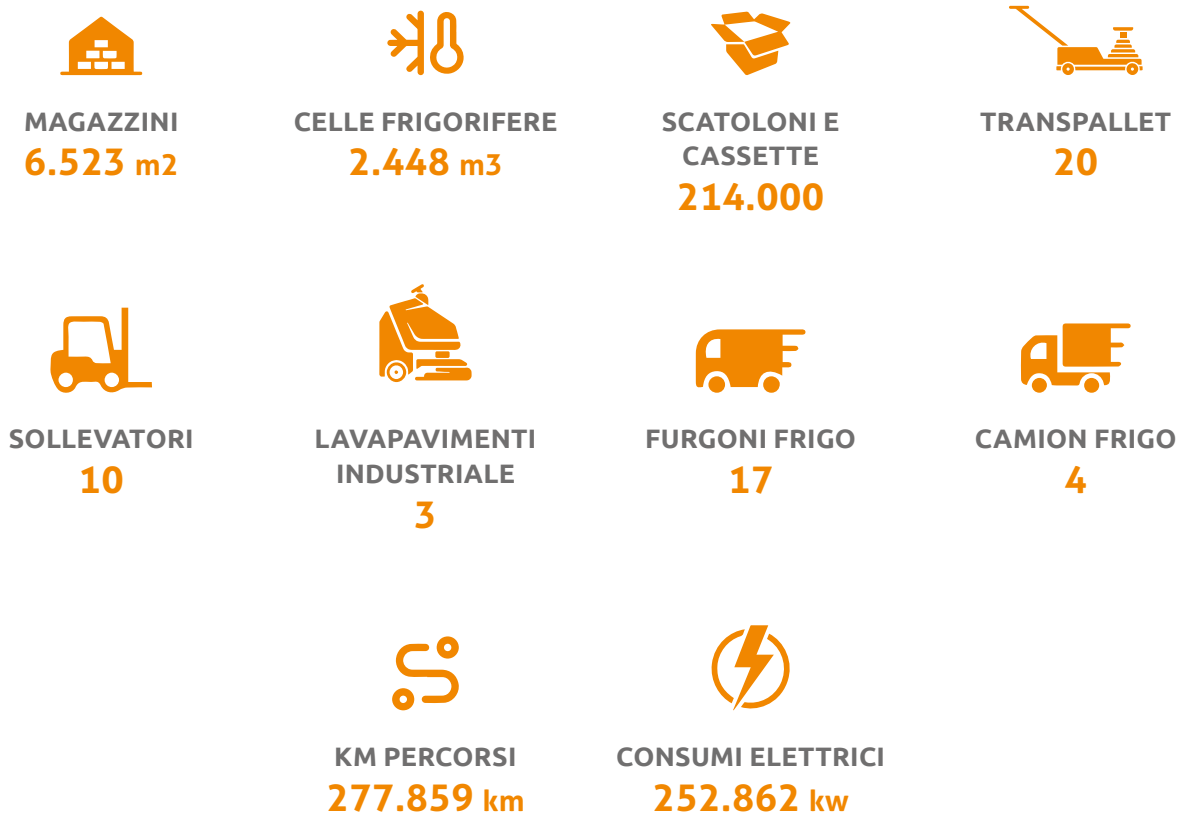 MAGAZZINI
6.523 m2
CELLE FRIGORIFERE
2.448 m3
SCATOLONI E
CASSETTE
214.000
TRANSPALLET
20
SOLLEVATORI
10
LAVAPAVIMENTI
INDUSTRIALE
3
FURGONI FRIGO
17
CAMION FRIGO
4
KM PERCORSI
277.859 km
CONSUMI ELETTRICI
252.862 kw